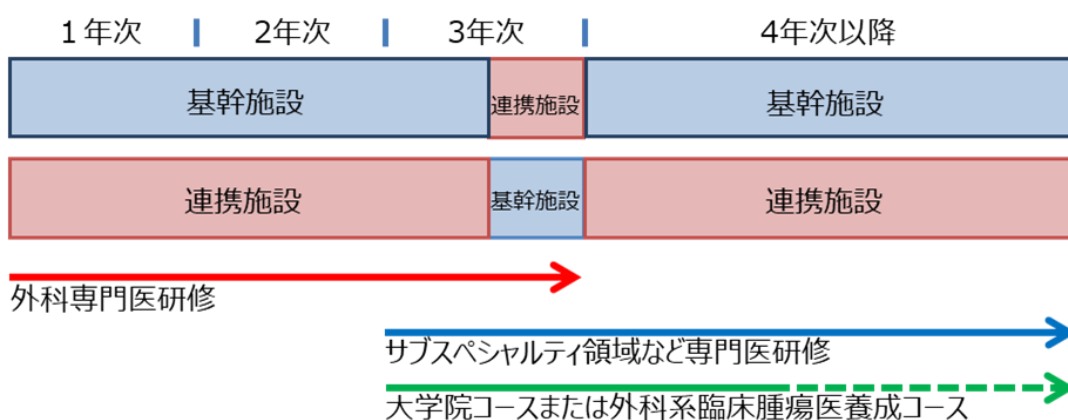 1年次 2年次 3年次 4年次以降
基幹施設 連携施設 基幹施設
連携施設 基幹施設 連携施設
外科専門医研修
サブスペシャルティ領域など専門医研修
大学院コースまたは外科系臨床腫瘍医養成コース